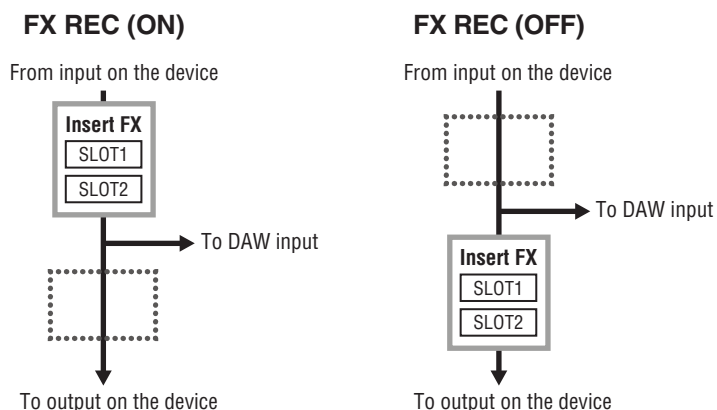 FX REC (ON)
From input on the device
Insert FX
SLOT1
SLOT2
To DAW input
To output on the device
FX REC (OFF)
From input on the device
To DAW input
Insert FX
SLOT1
SLOT2
To output on the device